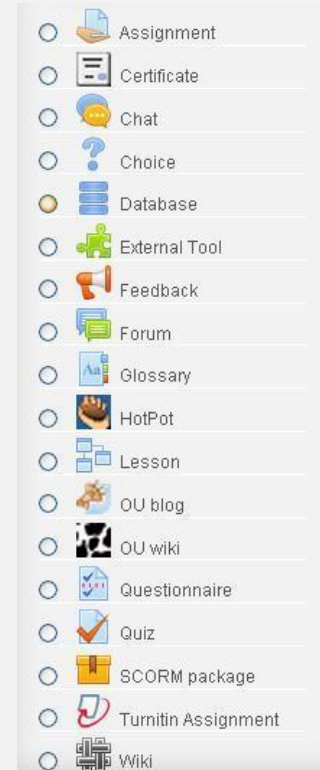 Assignment
Certificate
Chat
Choice
Database
External Tool
Feedback
Forum
Aa
Glossary
HotPot
Lesson
OU blog
OU wiki
Questionnaire
Quiz
SCORM package
Turnitin Assignment
Wiki